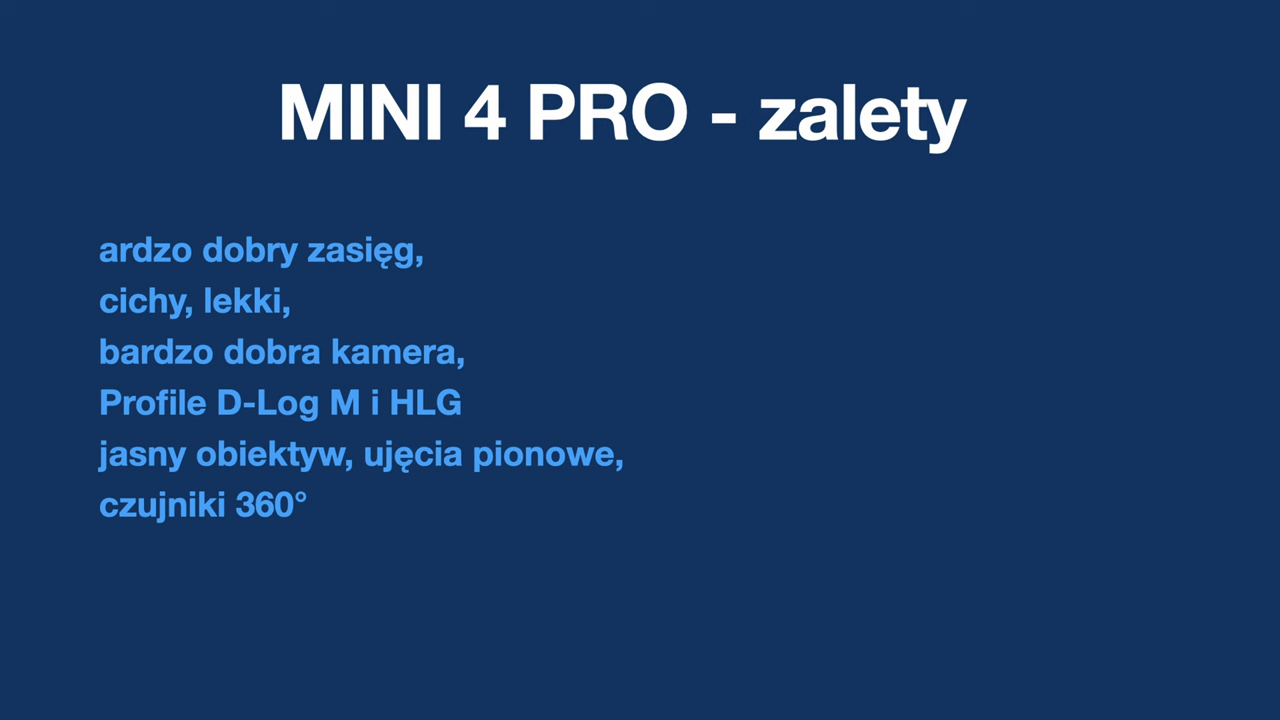 MINI 4 PRO - zalety
ardzo dobry zasięg,
cichy, lekki,
bardzo dobra kamera,
Profile D-Log M i HLG
jasny obiektyw, ujęcia pionowe,
czujniki 360°